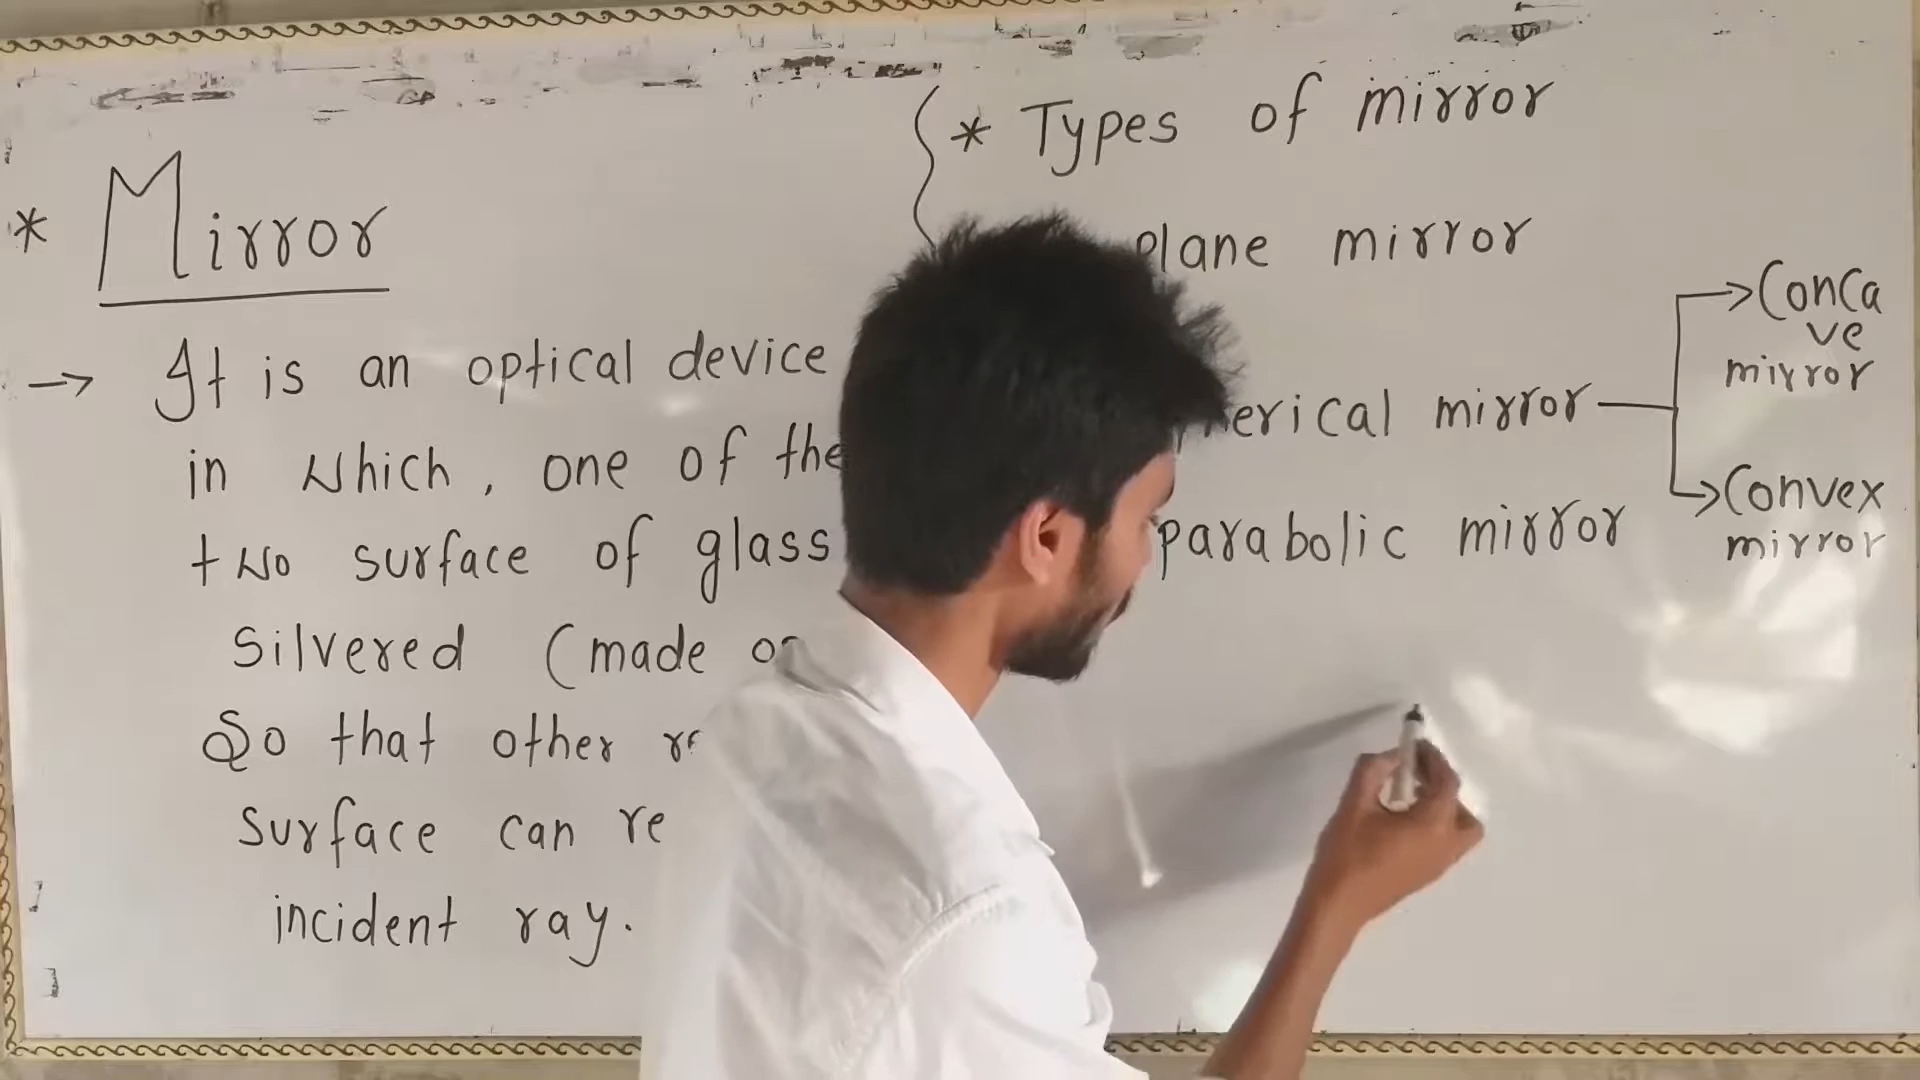 * Mirror
→ It is an optical device
in which, one of the
two surface of glass
silvered (made
So that other
surface can re
incident ray.
* Types of mirror
plane mirror
erical mirror
→ Conca
ve
mirror
→ Convex
mirror
parabolic mirror